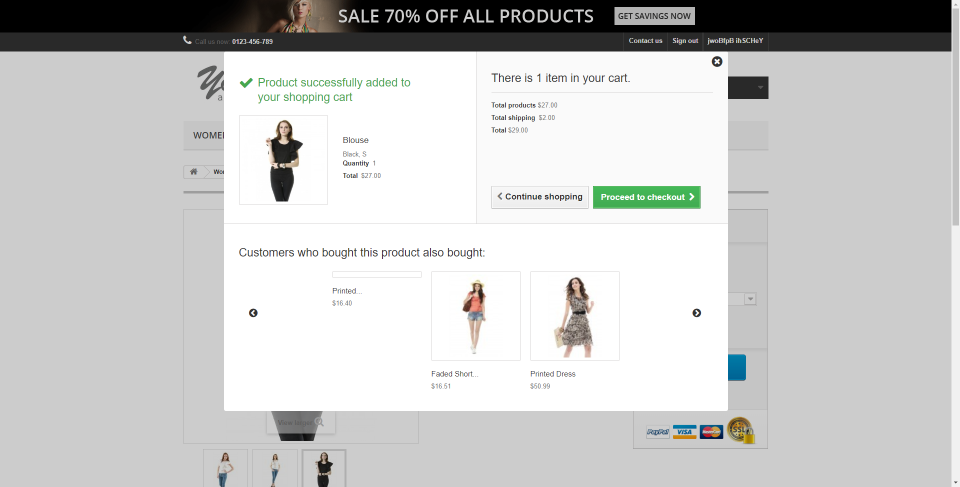 SALE 70% OFF ALL PRODUCTS
GET SAVINGS NOW
Call us now: 0123-456-789
Contact us
Sign out
jwoBfpB ihSCHeY
Product successfully added to
your shopping cart
Blouse
Black, S
Quantity 1
Total $27.00
There is 1 item in your cart.
Total products $27.00
Total shipping $2.00
Total $29.00
Continue shopping
Proceed to checkout
WOMEN
Customers who bought this product also bought:
Printed...
$16.40
Faded Short...
$16.51
Printed Dress
$50.99
View larger
PayPal
VISA
MasterCard
SSL